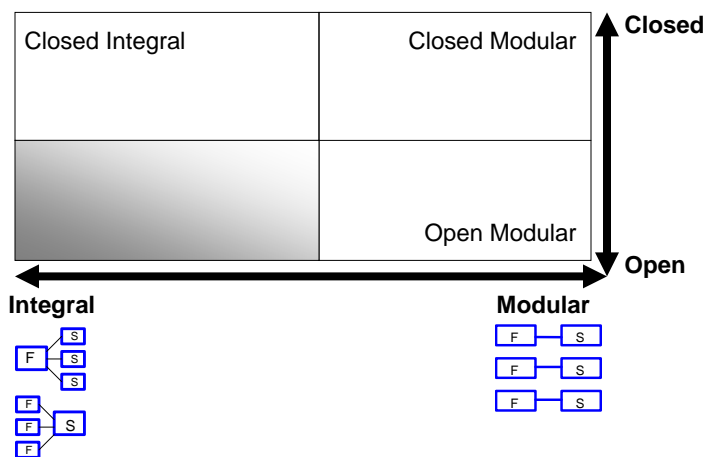 Closed Integral
Closed Modular
Closed
Open Modular
Open
Integral
Modular
F
S
S
S
F
F
F
S
F S
F S
F S